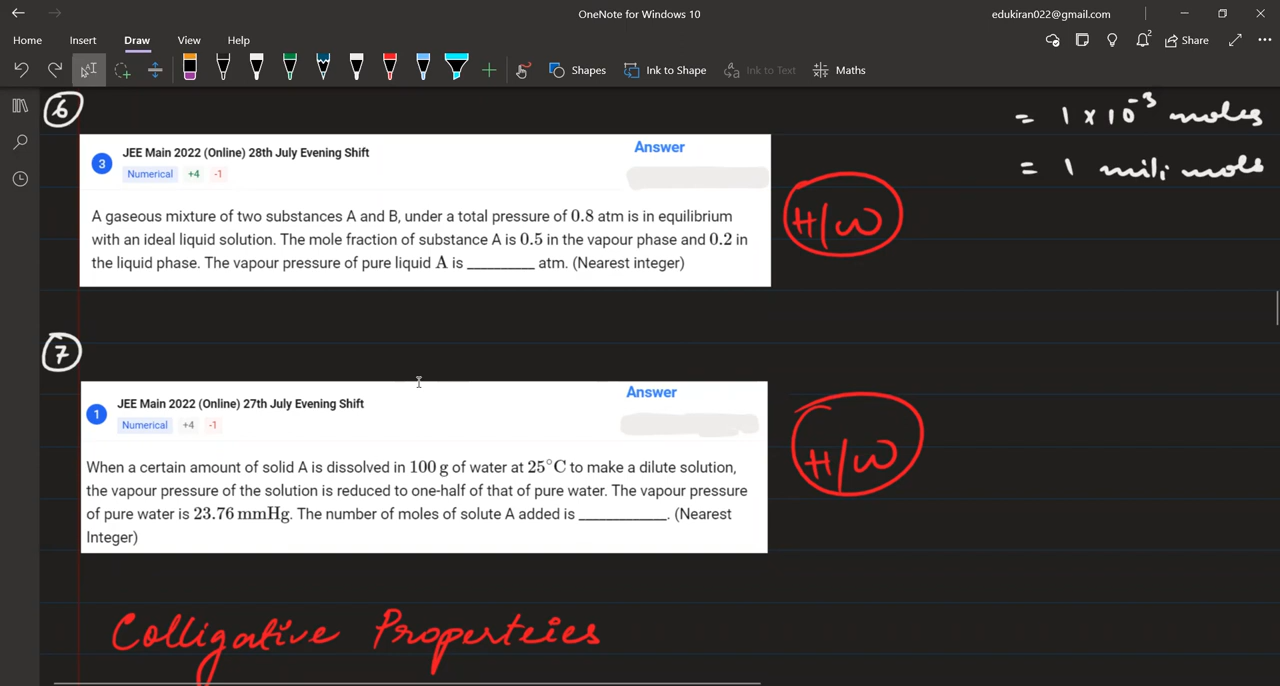 OneNote for Windows 10
edukiran022@gmail.com
Home Insert Draw View Help
2 Share
Shapes Ink to Shape Ink to Text Maths
6
= 1 × 10⁻³ moles
3 JEE Main 2022 (Online) 28th July Evening Shift Answer
Numerical +4 -1
= 1 mili mols
A gaseous mixture of two substances A and B, under a total pressure of 0.8 atm is in equilibrium
with an ideal liquid solution. The mole fraction of substance A is 0.5 in the vapour phase and 0.2 in
the liquid phase. The vapour pressure of pure liquid A is _________ atm. (Nearest integer)
H/W
7
1 JEE Main 2022 (Online) 27th July Evening Shift Answer
Numerical +4 -1
When a certain amount of solid A is dissolved in 100 g of water at 25°C to make a dilute solution,
the vapour pressure of the solution is reduced to one-half of that of pure water. The vapour pressure
of pure water is 23.76 mmHg. The number of moles of solute A added is ____________. (Nearest
Integer)
H/W
Colligative Properteies